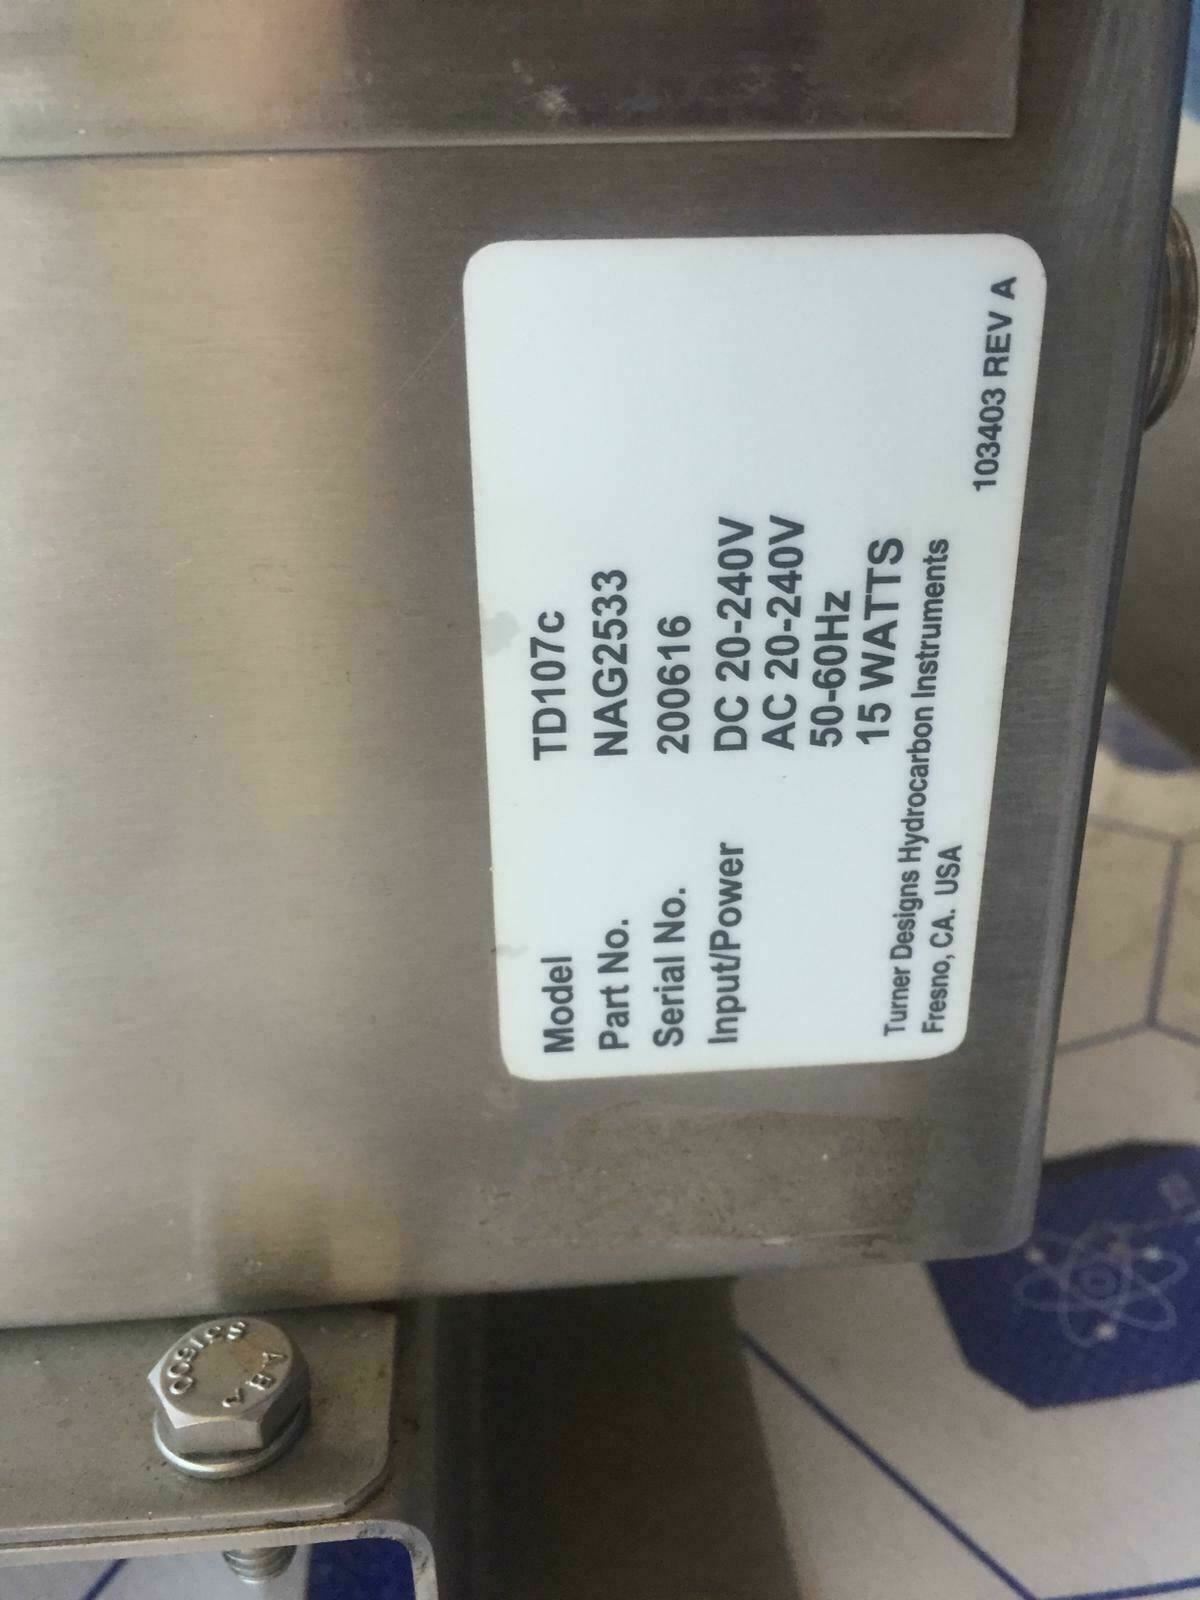 Model TD107c
Part No. NAG2533
Serial No. 200616
Input/Power DC 20-240V
AC 20-240V
50-60Hz
15 WATTS
Turner Designs Hydrocarbon Instruments
Fresno, CA. USA
103403 REV A